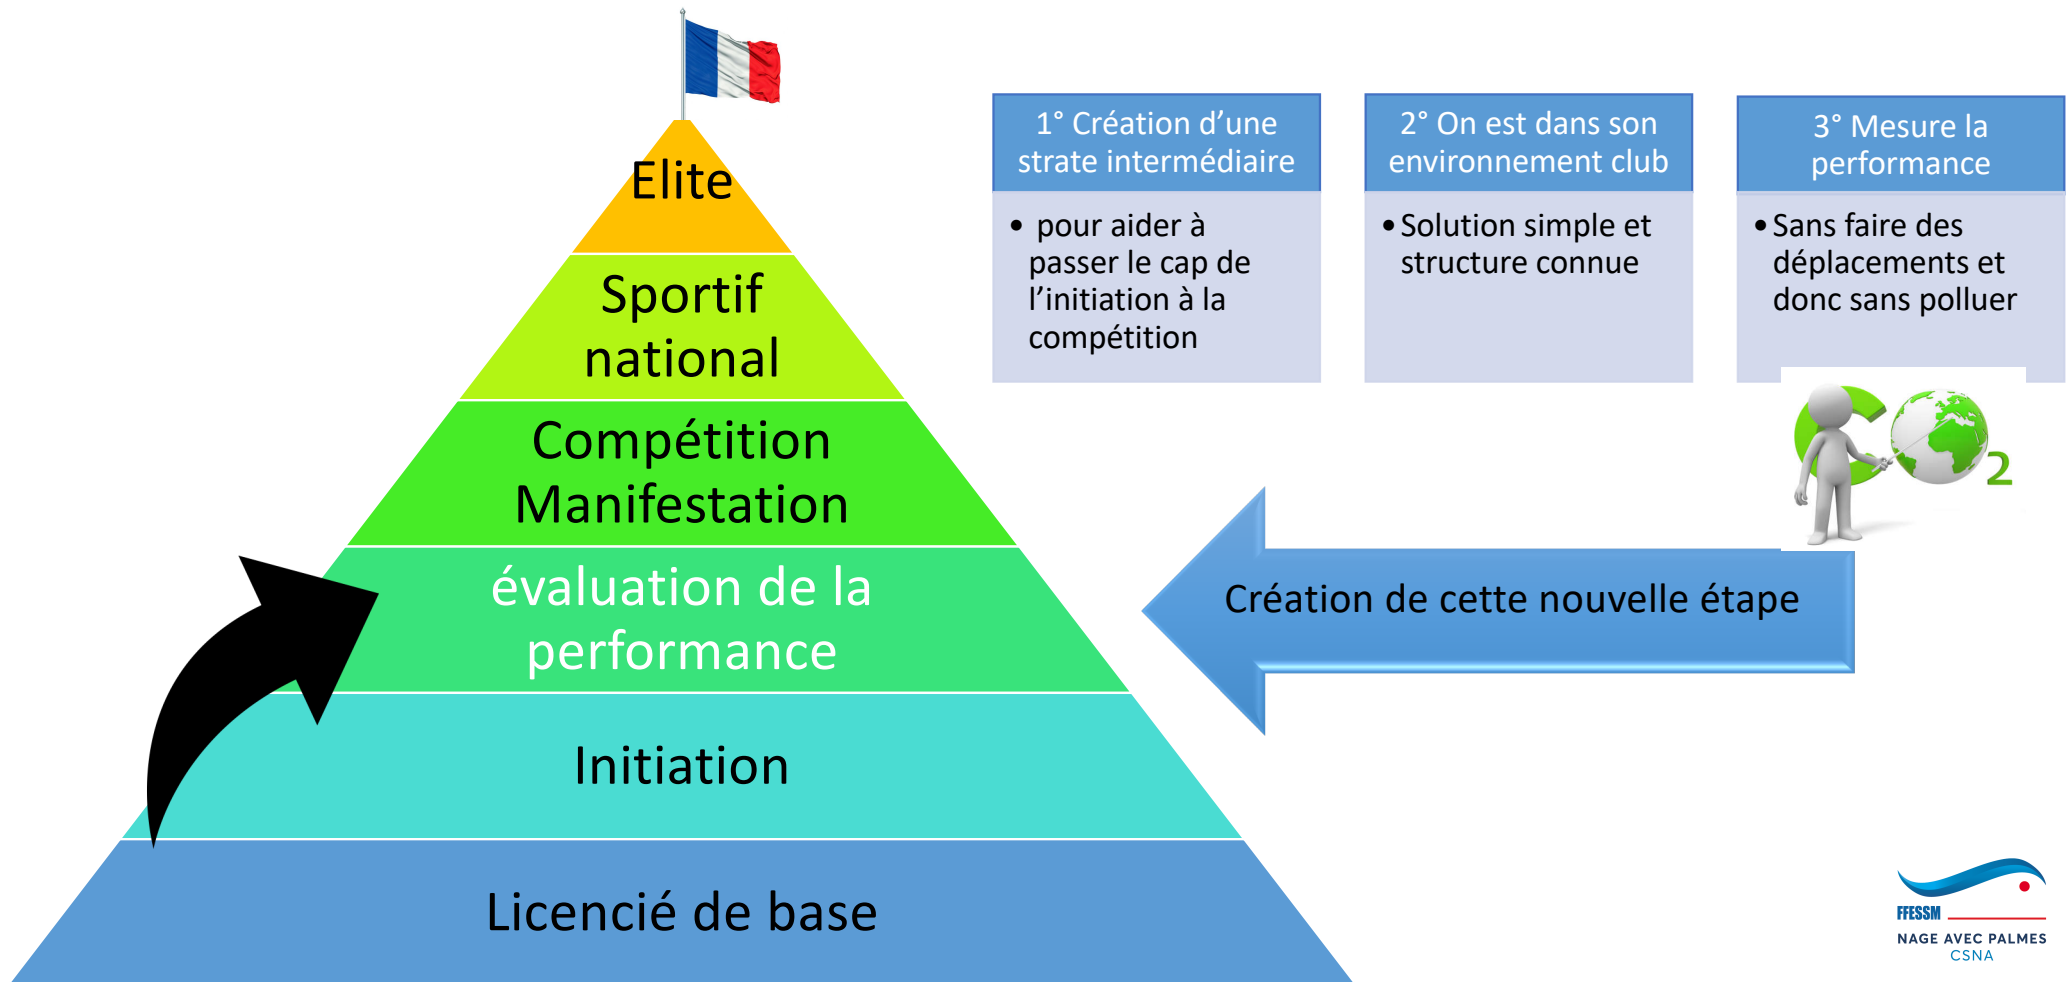 Elite
Sportif
national
Compétition
Manifestation
évaluation de la
performance
Initiation
Licencié de base
1° Création d’une
strate intermédiaire
• pour aider à
passer le cap de
l’initiation à la
compétition
2° On est dans son
environnement club
• Solution simple et
structure connue
3° Mesure la
performance
• Sans faire des
déplacements et
donc sans polluer
CO2
Création de cette nouvelle étape
FFESSM
NAGE AVEC PALMES
CSNA